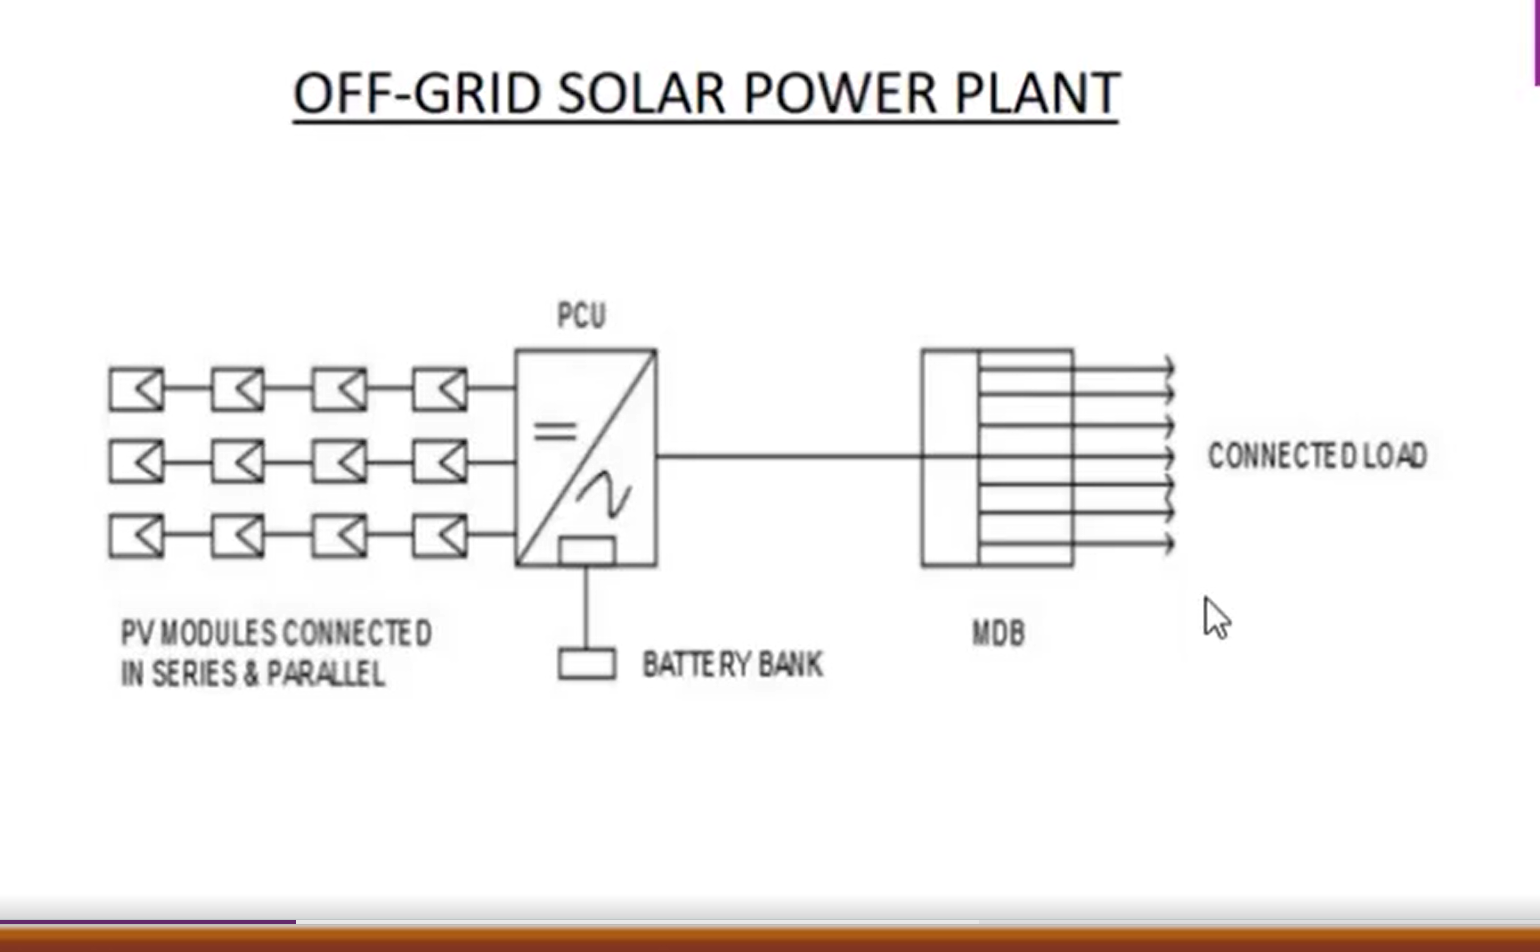 OFF-GRID SOLAR POWER PLANT
PCU
CONNECTED LOAD
PV MODULES CONNECTED
IN SERIES & PARALLEL
BATTERY BANK
MDB